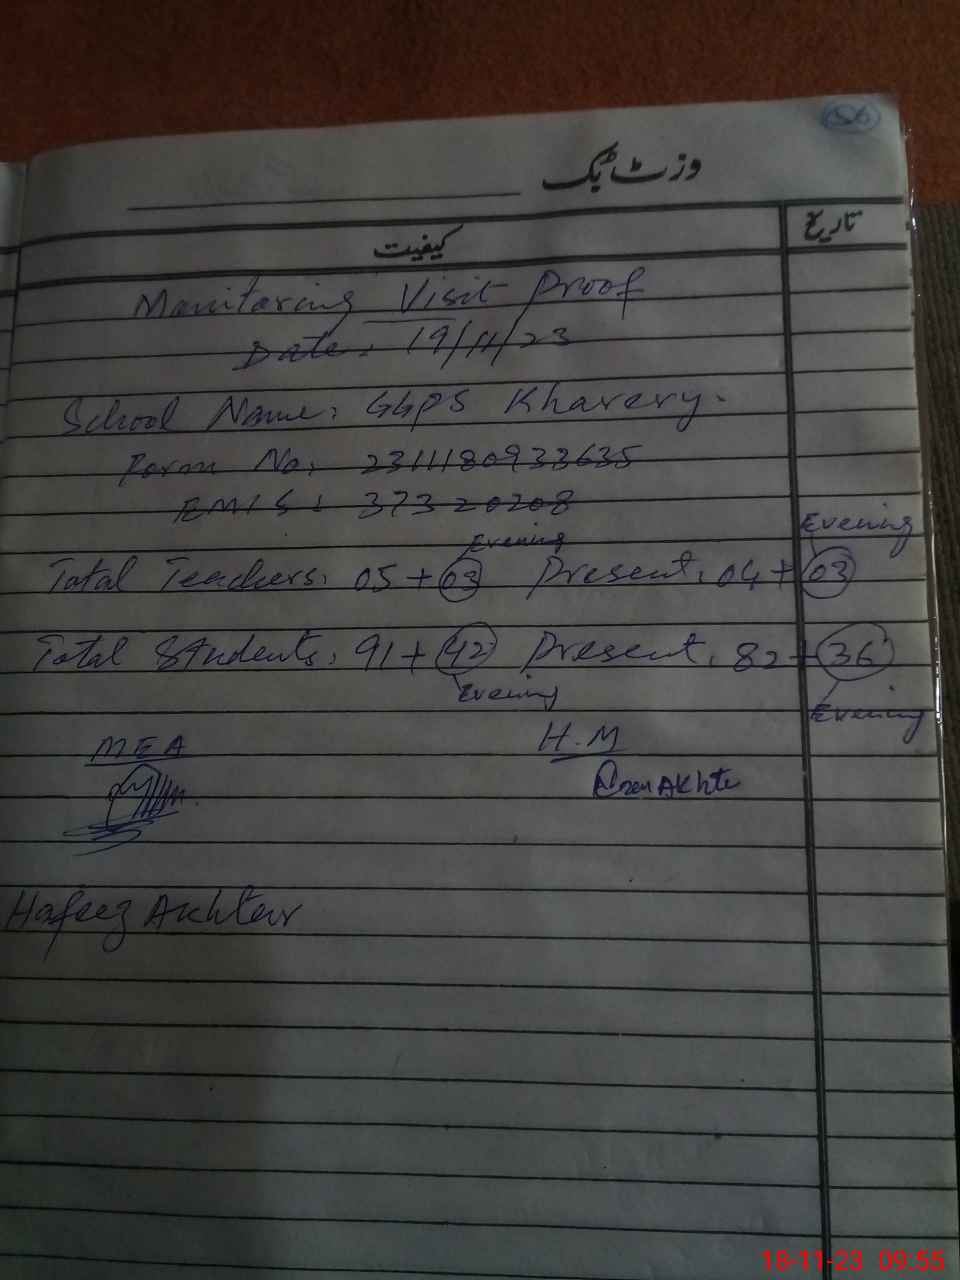 56
وزٹ بک
کیفیت تاریخ
Monitoring Visit Proof
Date: 19/11/23
School Name: GGPS Kharery.
Form No: 2311180933635
EMIS: 37320208
Evening Evening
Total Teachers: 05 + 03 Present: 04 + 03
Total Students: 91 + 42 Present: 82 + 36
Evening Evening
MEA H.M
Akhtr
Hafeez Akhter
18-11-23 09:55